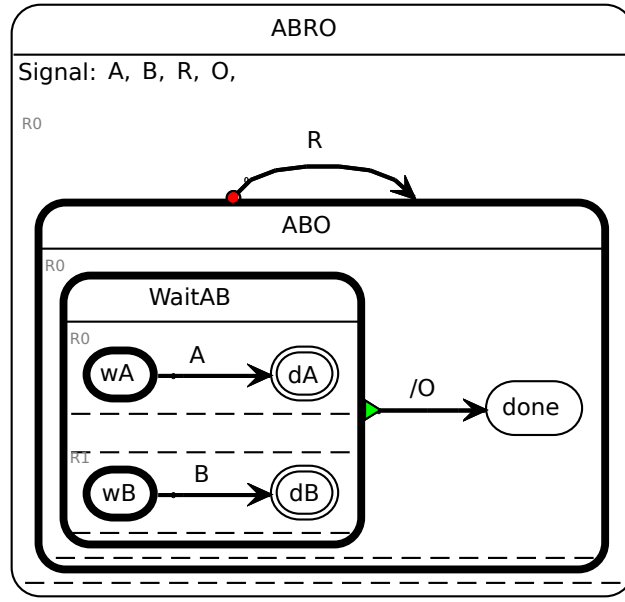 ABRO
Signal: A, B, R, O,
R0
R
ABO
R0
WaitAB
R0
wA
A
dA
/O
done
R1
wB
B
dB